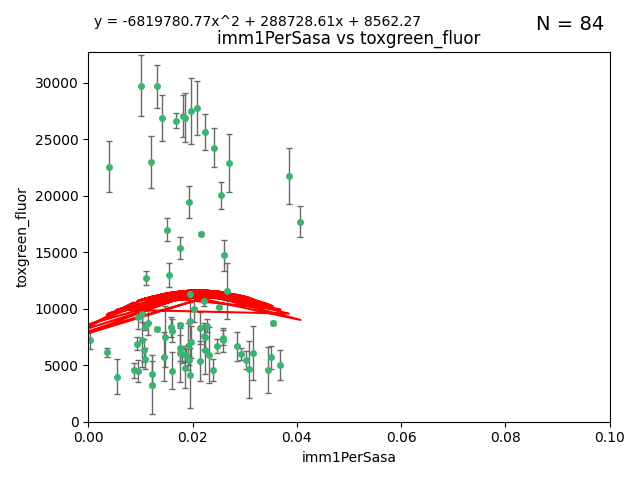 y = -6819780.77x^2 + 288728.61x + 8562.27
N = 84
imm1PerSasa vs toxgreen_fluor
30000
25000
20000
15000
10000
5000
0
toxgreen_fluor
0.00 0.02 0.04 0.06 0.08 0.10
imm1PerSasa